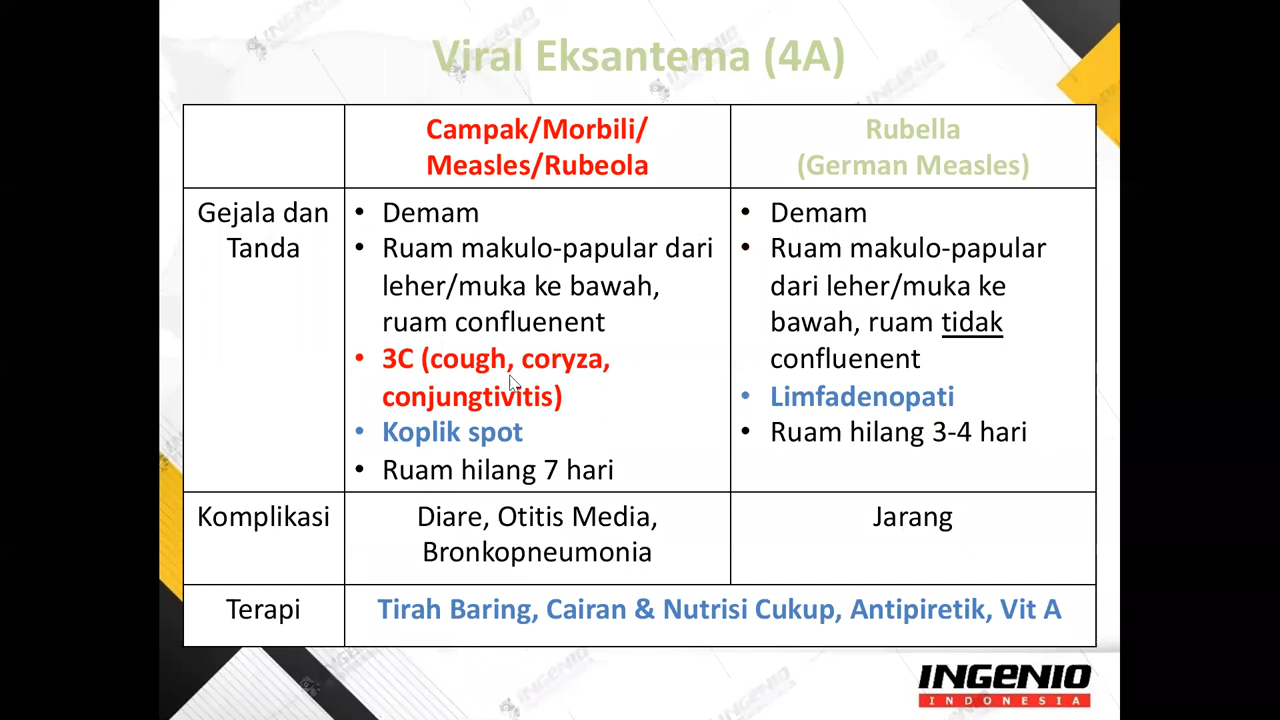 Viral Eksantema (4A)
Campak/Morbili/
Measles/Rubeola
Rubella
(German Measles)
Gejala dan
Tanda
• Demam
• Ruam makulo-papular dari
leher/muka ke bawah,
ruam confluenent
• 3C (cough, coryza,
conjungtivitis)
• Koplik spot
• Ruam hilang 7 hari
• Demam
• Ruam makulo-papular
dari leher/muka ke
bawah, ruam tidak
confluenent
• Limfadenopati
• Ruam hilang 3-4 hari
Komplikasi
Diare, Otitis Media,
Bronkopneumonia
Jarang
Terapi
Tirah Baring, Cairan & Nutrisi Cukup, Antipiretik, Vit A
INGENIO
INDONESIA